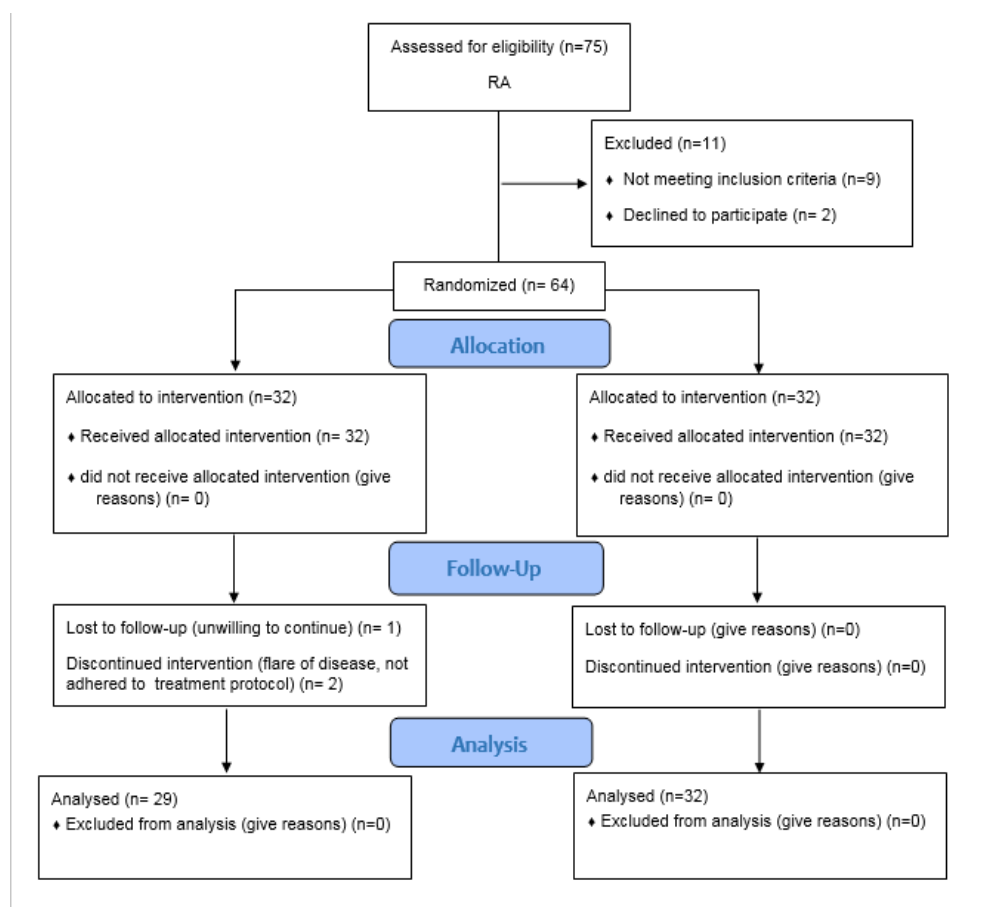 Assessed for eligibility (n=75)
RA
Excluded (n=11)
♦ Not meeting inclusion criteria (n=9)
♦ Declined to participate (n= 2)
Randomized (n= 64)
Allocation
Allocated to intervention (n=32)
♦ Received allocated intervention (n= 32)
♦ did not receive allocated intervention (give
reasons) (n= 0)
Allocated to intervention (n=32)
♦ Received allocated intervention (n=32)
♦ did not receive allocated intervention (give
reasons) (n= 0)
Follow-Up
Lost to follow-up (unwilling to continue) (n= 1)
Discontinued intervention (flare of disease, not
adhered to treatment protocol) (n= 2)
Lost to follow-up (give reasons) (n=0)
Discontinued intervention (give reasons) (n=0)
Analysis
Analysed (n= 29)
♦ Excluded from analysis (give reasons) (n=0)
Analysed (n=32)
♦ Excluded from analysis (give reasons) (n=0)